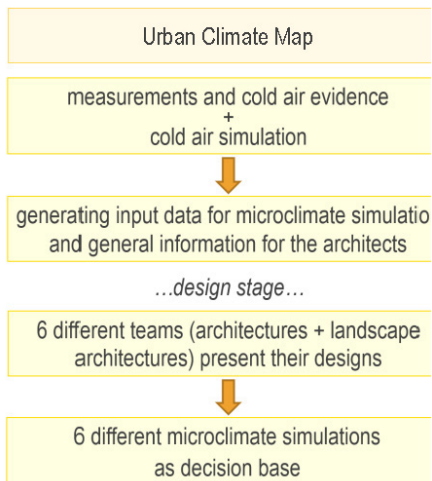 Urban Climate Map
measurements and cold air evidence
+
cold air simulation
generating input data for microclimate simulatio
and general information for the architects
...design stage...
6 different teams (architectures + landscape
architectures) present their designs
6 different microclimate simulations
as decision base